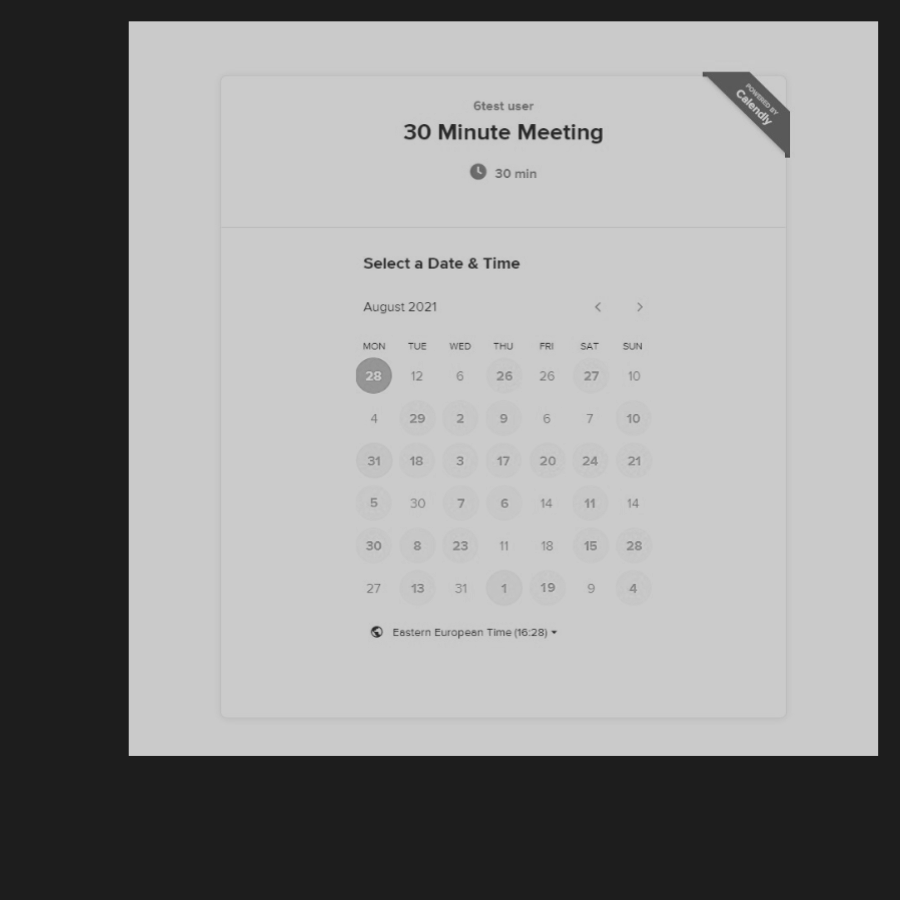 POWERED BY
Calendly
6test user
30 Minute Meeting
30 min
Select a Date & Time
August 2021
MON TUE WED THU FRI SAT SUN
28 12 6 26 26 27 10
4 29 2 9 6 7 10
31 18 3 17 20 24 21
5 30 7 6 14 11 14
30 8 23 11 18 15 28
27 13 31 1 19 9 4
Eastern European Time (16:28)